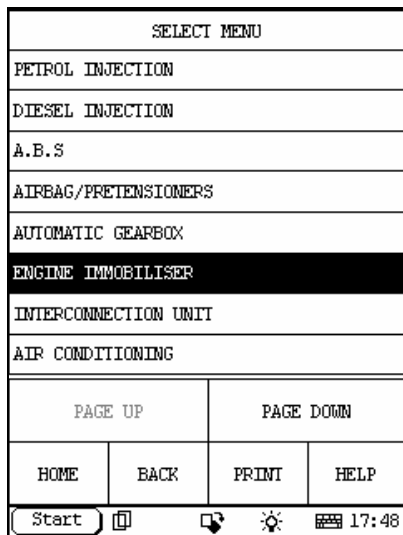 SELECT MENU
PETROL INJECTION
DIESEL INJECTION
A.B.S
AIRBAG/PRETENSIONERS
AUTOMATIC GEARBOX
ENGINE IMMOBILISER
INTERCONNECTION UNIT
AIR CONDITIONING
PAGE UP PAGE DOWN
HOME BACK PRINT HELP
Start 17:48